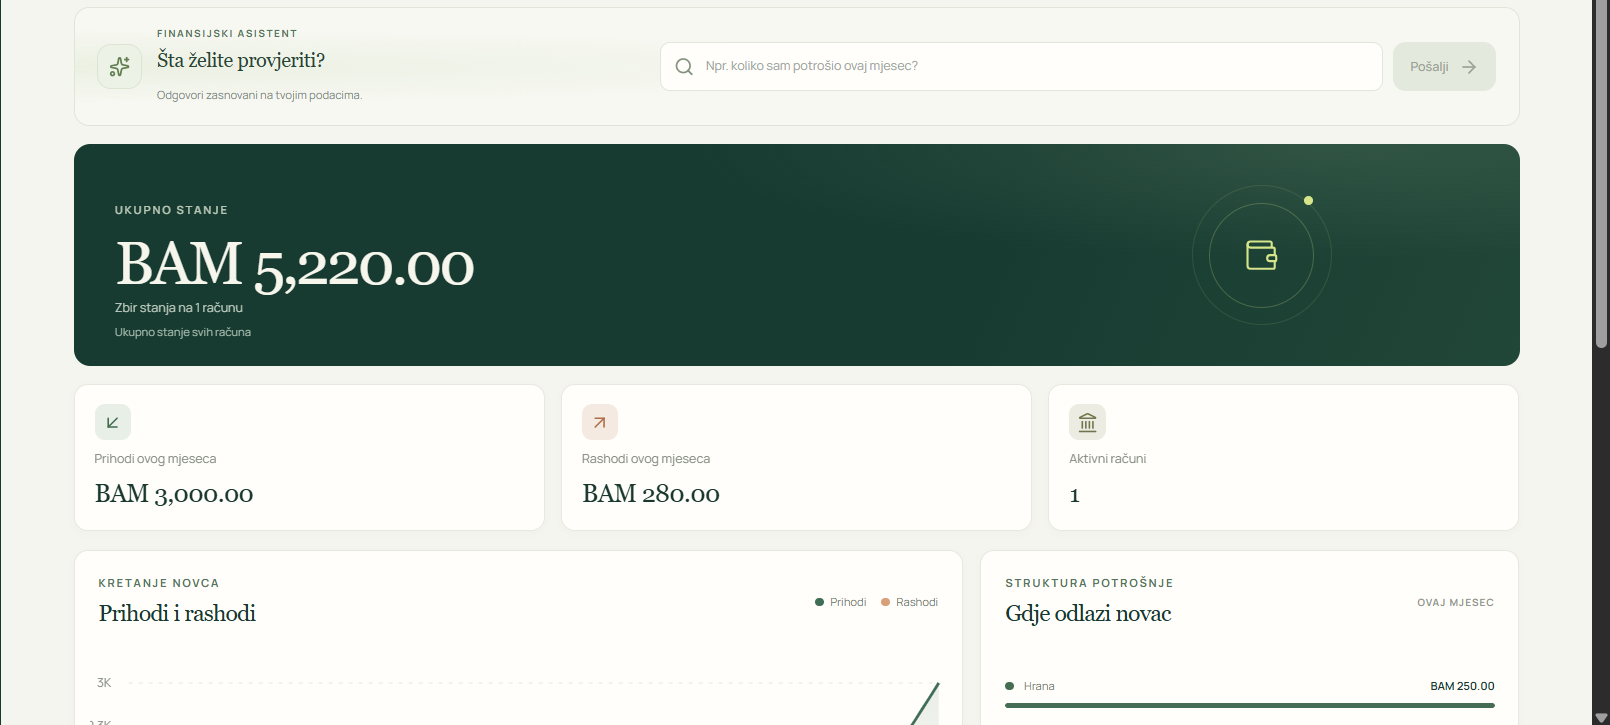 FINANSIJSKI ASISTENT
Šta želite provjeriti?
Odgovori zasnovani na tvojim podacima.
Npr. koliko sam potrošio ovaj mjesec?
Pošalji
UKUPNO STANJE
BAM 5,220.00
Zbir stanja na 1 računu
Ukupno stanje svih računa
Prihodi ovog mjeseca
BAM 3,000.00
Rashodi ovog mjeseca
BAM 280.00
Aktivni računi
1
KRETANJE NOVCA
Prihodi i rashodi
Prihodi
Rashodi
3K
STRUKTURA POTROŠNJE
Gdje odlazi novac
OVAJ MJESEC
Hrana
BAM 250.00